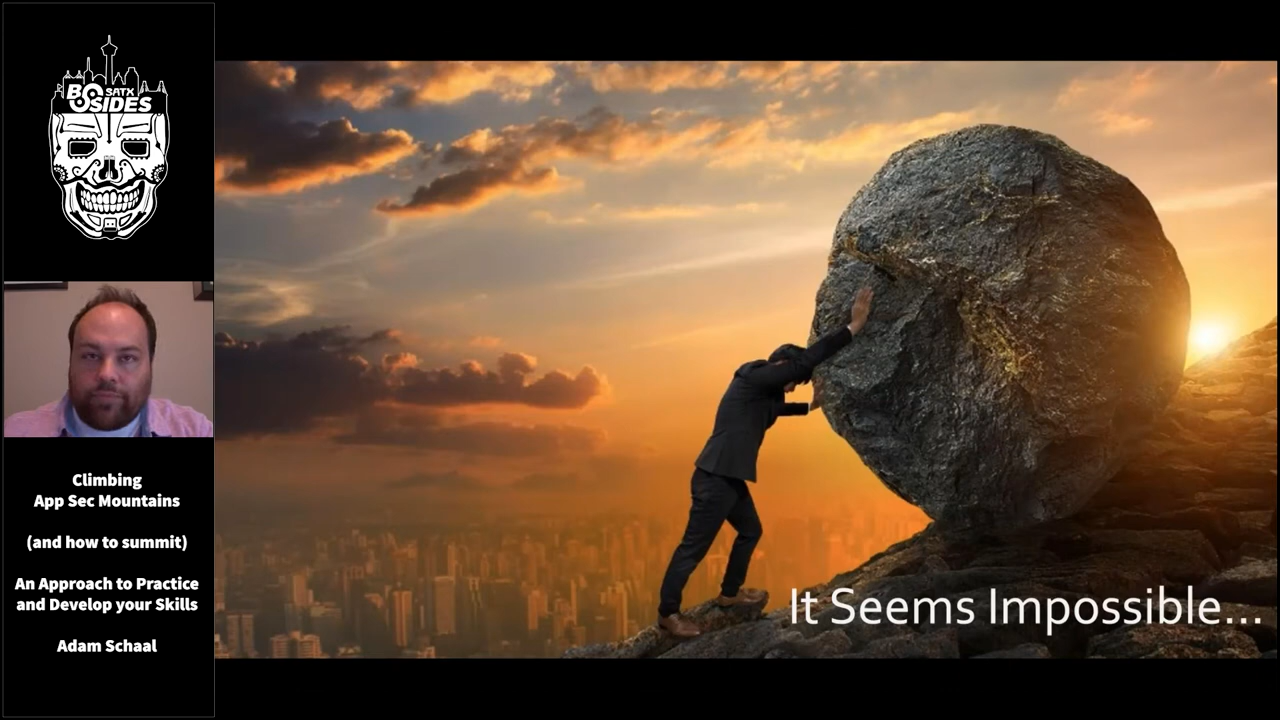 BSIDES
SATX
Climbing
App Sec Mountains
(and how to summit)
An Approach to Practice
and Develop your Skills
Adam Schaal
It Seems Impossible...